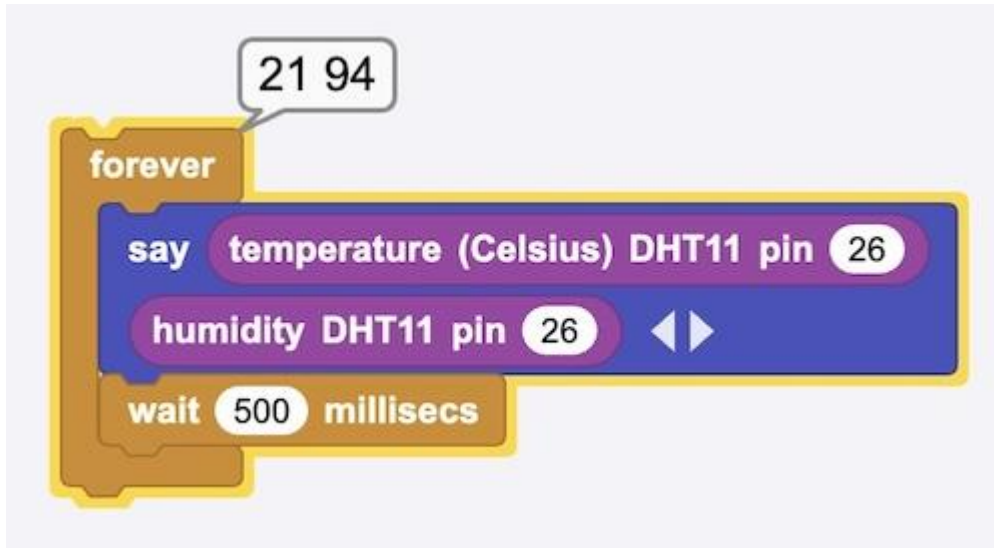 21 94
forever
say temperature (Celsius) DHT11 pin 26
humidity DHT11 pin 26
wait 500 millisecs